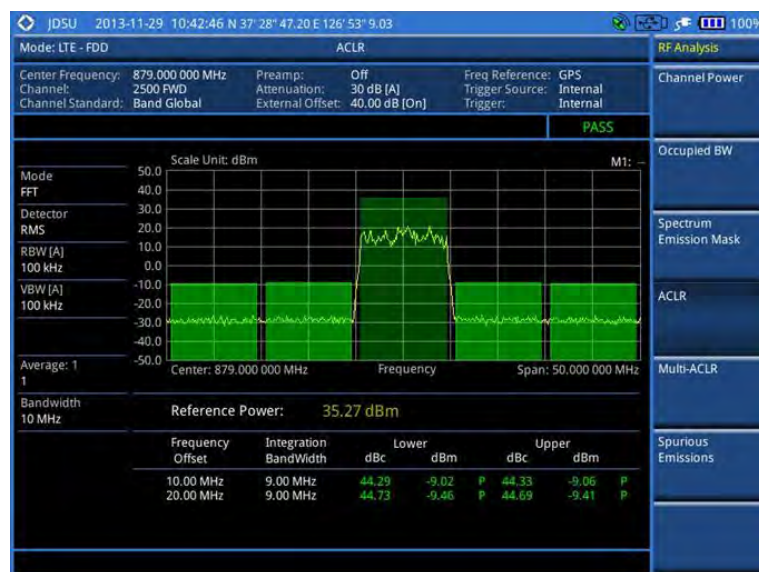 JDSU 2013-11-29 10:42:46 N 37' 28" 47.20 E 126' 53" 9.03 100%
Mode: LTE - FDD ACLR
Center Frequency: 879.000 000 MHz Preamp: Off Freq Reference: GPS
Channel: 2500 FWD Attenuation: 30 dB [A] Trigger Source: Internal
Channel Standard: Band Global External Offset: 40.00 dB [On] Trigger: Internal
PASS
Mode
FFT
Detector
RMS
RBW [A]
100 kHz
VBW [A]
100 kHz
Average: 1
1
Bandwidth
10 MHz
Scale Unit: dBm M1: --
50.0
40.0
30.0
20.0
10.0
0.0
-10.0
-20.0
-30.0
-40.0
-50.0
Center: 879.000 000 MHz Frequency Span: 50.000 000 MHz
Reference Power: 35.27 dBm
Frequency Integration Lower Upper
Offset BandWidth dBc dBm dBc dBm
10.00 MHz 9.00 MHz 44.29 -9.02 P 44.33 -9.06 P
20.00 MHz 9.00 MHz 44.73 -9.46 P 44.69 -9.41 P
RF Analysis
Channel Power
Occupied BW
Spectrum
Emission Mask
ACLR
Multi-ACLR
Spurious
Emissions